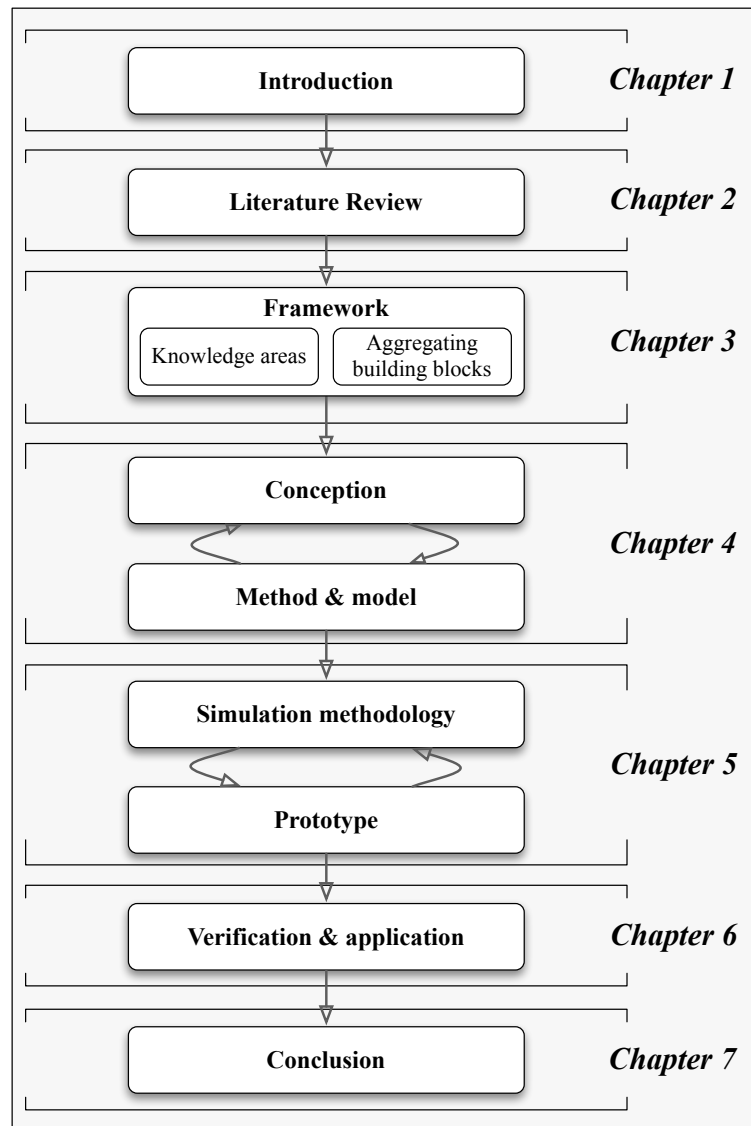 Introduction
Chapter 1
Literature Review
Chapter 2
Framework
Knowledge areas
Aggregating
building blocks
Chapter 3
Conception
Chapter 4
Method & model
Simulation methodology
Chapter 5
Prototype
Verification & application
Chapter 6
Conclusion
Chapter 7